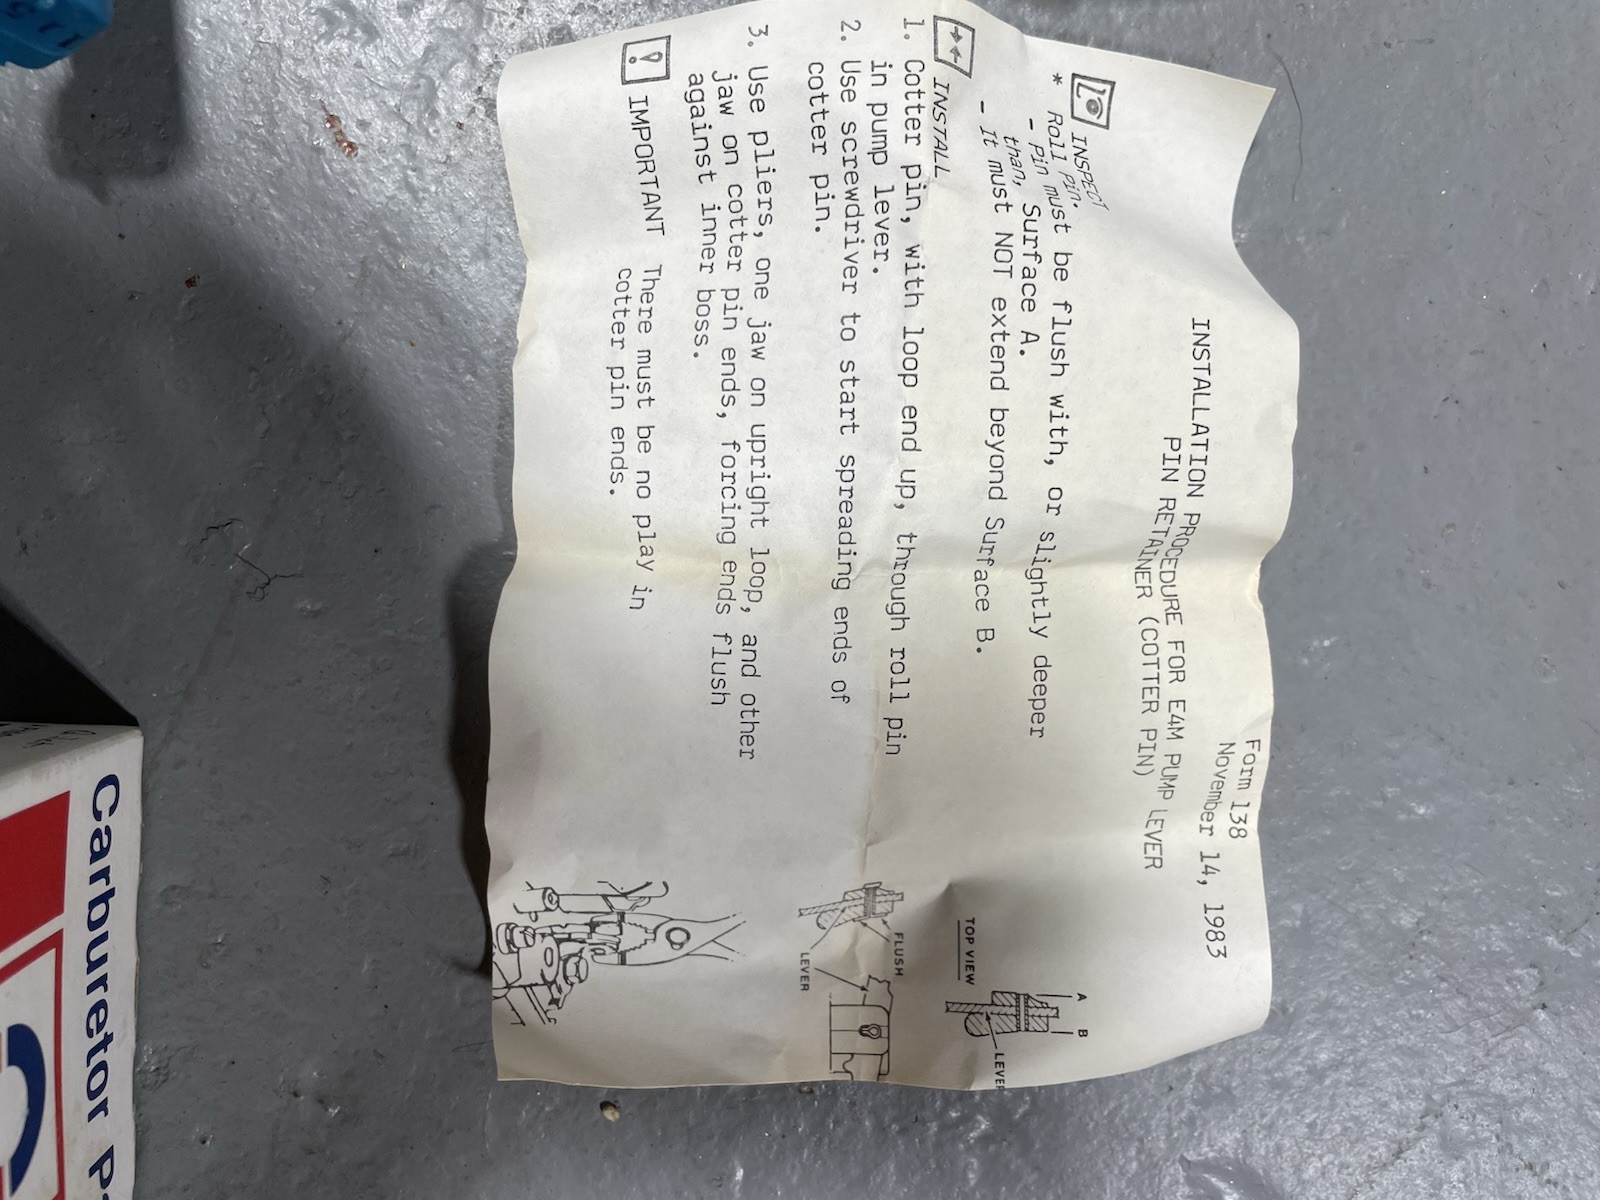 Form 138
November 14, 1983
INSTALLATION PROCEDURE FOR E4M PUMP LEVER
PIN RETAINER (COTTER PIN)
INSPECT
* Roll pin.
- Pin must be flush with, or slightly deeper
than, Surface A.
- It must NOT extend beyond Surface B.
INSTALL
1. Cotter pin, with loop end up, through roll pin
in pump lever.
2. Use screwdriver to start spreading ends of
cotter pin.
3. Use pliers, one jaw on upright loop, and other
jaw on cotter pin ends, forcing ends flush
against inner boss.
! IMPORTANT There must be no play in
cotter pin ends.
A B
TOP VIEW
LEVER
FLUSH
LEVER
Carburetor